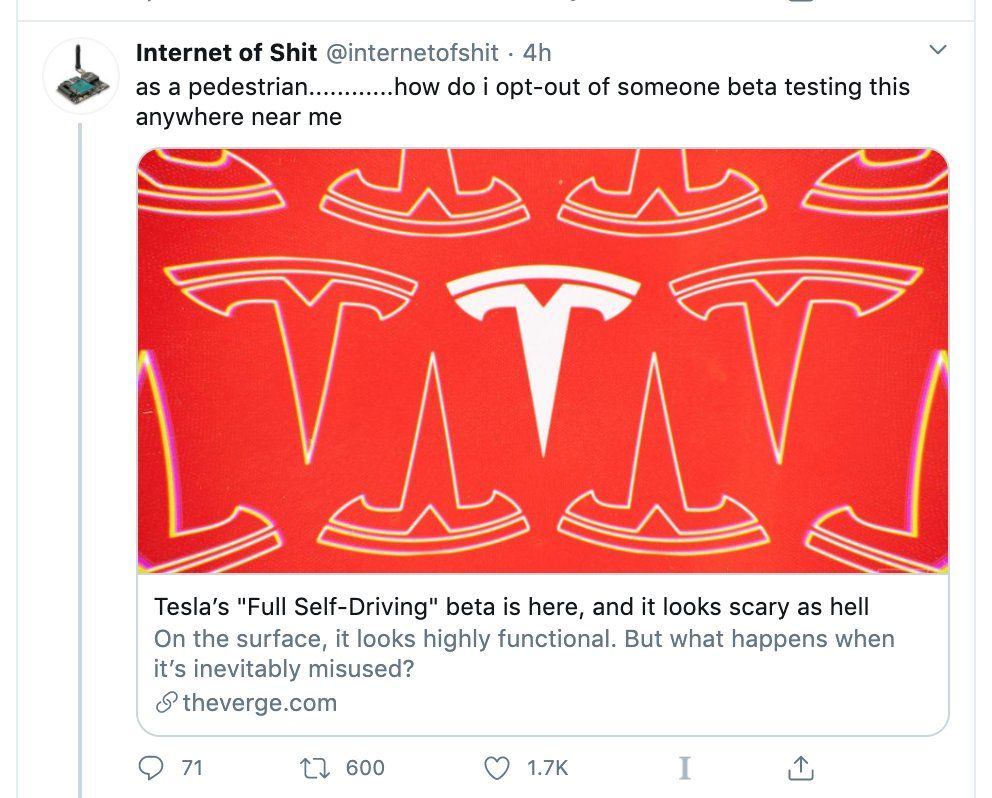 Internet of Shit @internetofshit · 4h
as a pedestrian............how do i opt-out of someone beta testing this
anywhere near me
Tesla’s "Full Self-Driving" beta is here, and it looks scary as hell
On the surface, it looks highly functional. But what happens when
it’s inevitably misused?
theverge.com
71 600 1.7K